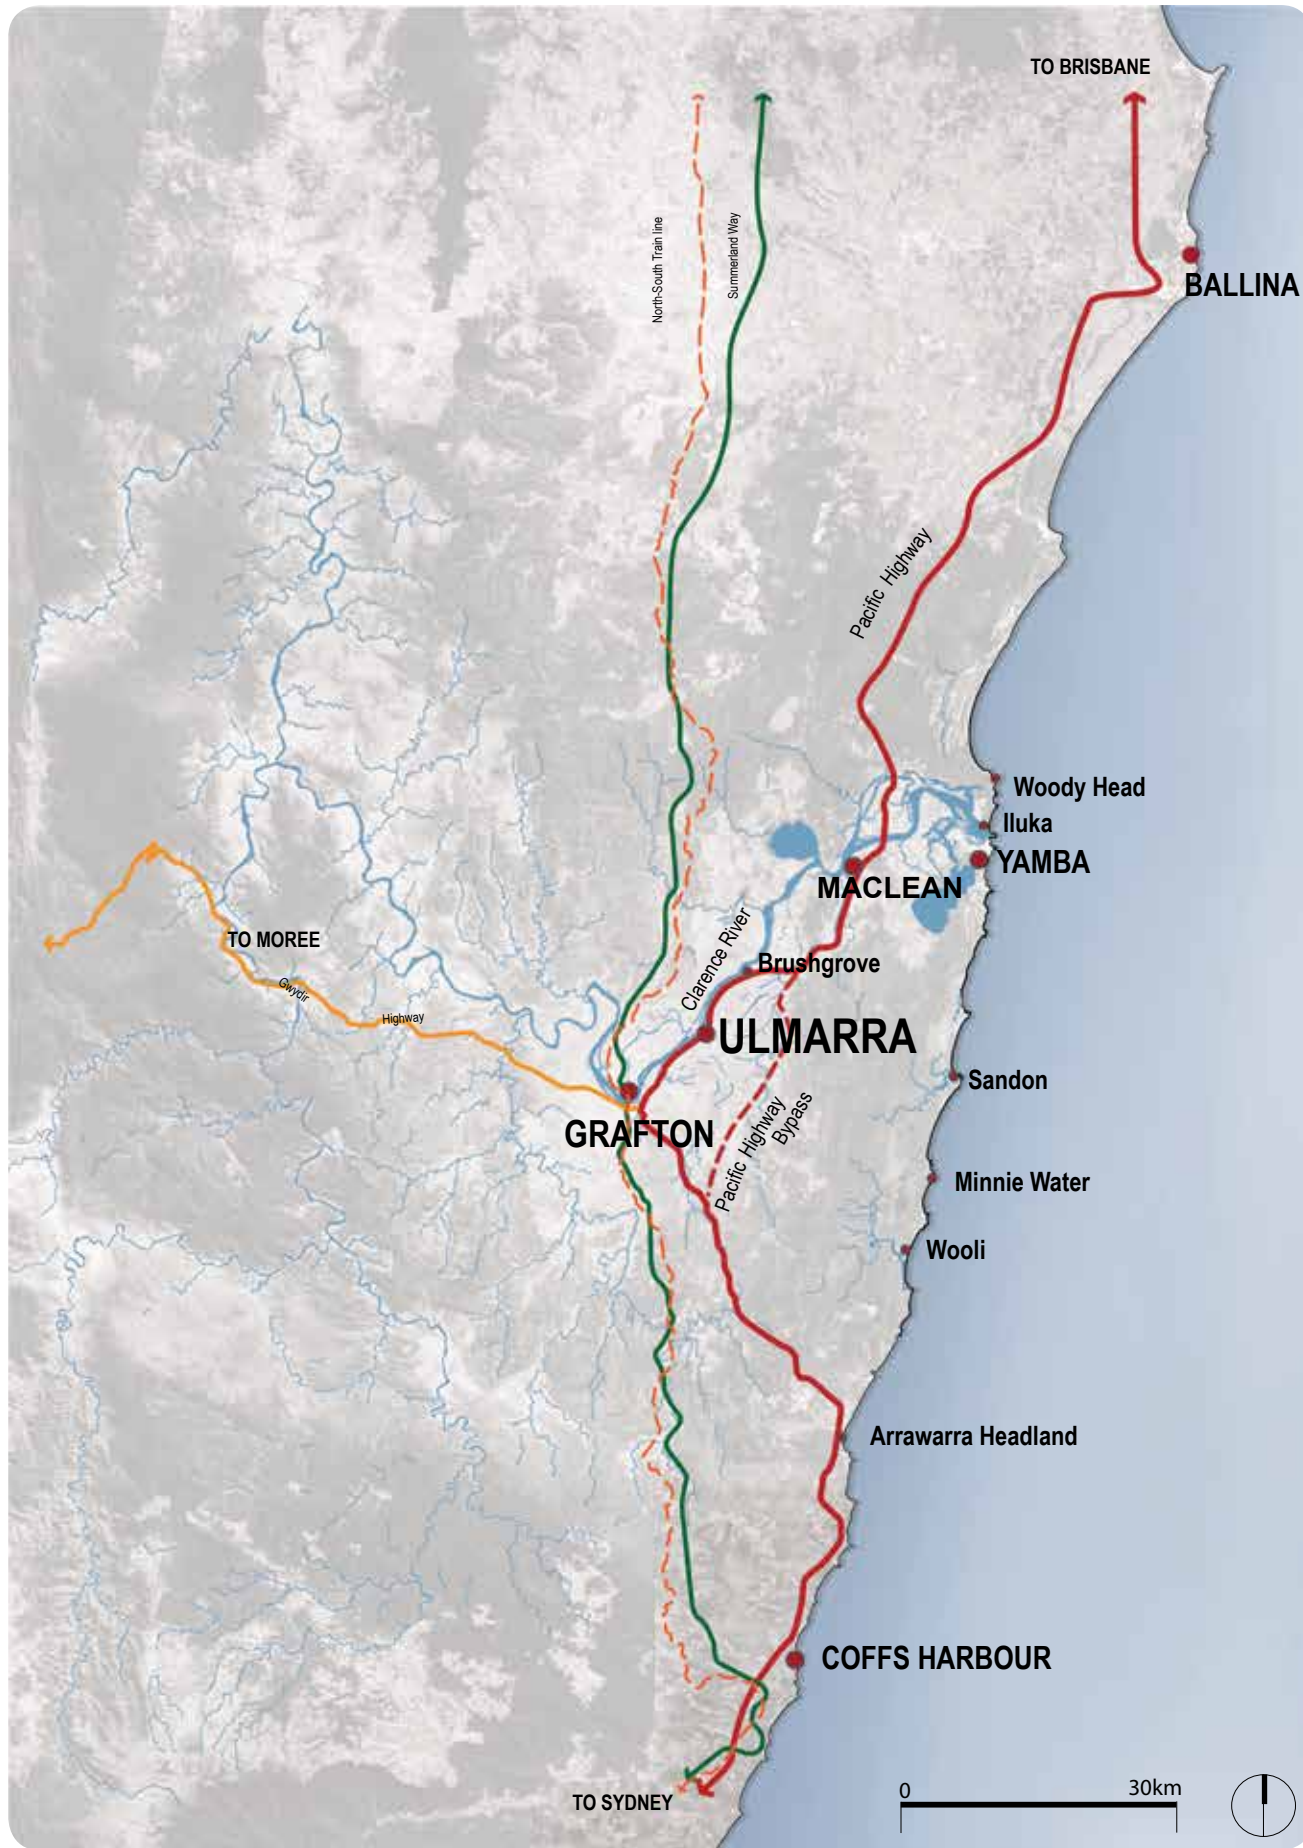 TO BRISBANE
North-South Train line
Summerland Way
BALLINA
Pacific Highway
Woody Head
Iluka
YAMBA
MACLEAN
TO MOREE
Clarence River
Brushgrove
Gwydir
Highway
ULMARRA
Sandon
GRAFTON
Pacific Highway
Bypass
Minnie Water
Wooli
Arrawarra Headland
COFFS HARBOUR
0
30km
TO SYDNEY